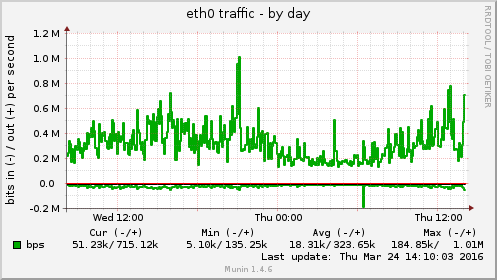 eth0 traffic - by day
RRDTOOL / TOBI OETIKER
bits in (-) / out (+) per second
1.2 M
1.0 M
0.8 M
0.6 M
0.4 M
0.2 M
0.0
-0.2 M
Wed 12:00 Thu 00:00 Thu 12:00
Cur (-/+) Min (-/+) Avg (-/+) Max (-/+)
bps 51.23k/715.12k 5.10k/135.25k 18.31k/323.65k 184.85k/ 1.01M
Last update: Thu Mar 24 14:10:03 2016
Munin 1.4.6